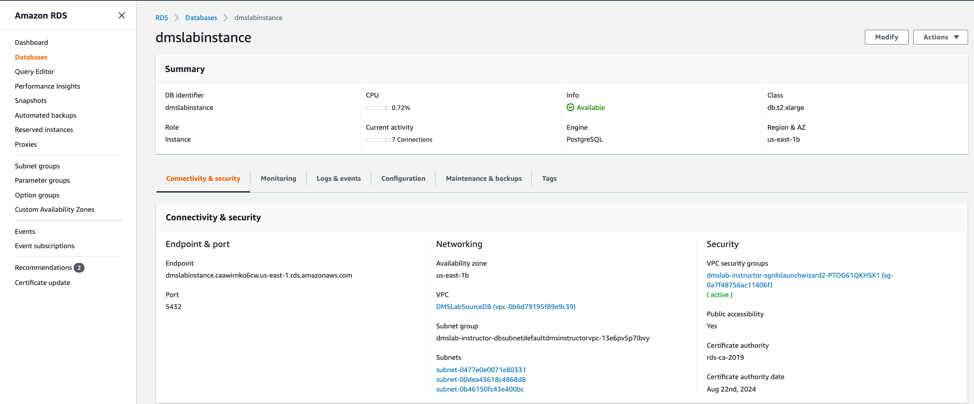 Amazon RDS
Dashboard
Databases
Query Editor
Performance Insights
Snapshots
Automated backups
Reserved instances
Proxies
Subnet groups
Parameter groups
Option groups
Custom Availability Zones
Events
Event subscriptions
Recommendations 2
Certificate update
RDS > Databases > dmslabinstance
dmslabinstance
Modify
Actions
Summary
DB identifier
dmslabinstance
CPU
0.72%
Info
Available
Class
db.t2.xlarge
Role
Instance
Current activity
7 Connections
Engine
PostgreSQL
Region & AZ
us-east-1b
Connectivity & security
Monitoring
Logs & events
Configuration
Maintenance & backups
Tags
Connectivity & security
Endpoint & port
Endpoint
dmslabinstance.caawirnko6cw.us-east-1.rds.amazonaws.com
Port
5432
Networking
Availability zone
us-east-1b
VPC
DMSLabSourceDB (vpc-0b6d79195f89e9c39)
Subnet group
dmslab-instructor-dbsubnetdefaultdmsinstructorvpc-13e6pv5p7lbvy
Subnets
subnet-0477e0e0071e80331
subnet-00dea43618c4868d8
subnet-0b46150fc43e400bc
Security
VPC security groups
dmslab-instructor-sgrdslaunchwizard2-PTOG61QKHSX1 (sg-
0a7f48756ac11406f)
( active )
Public accessibility
Yes
Certificate authority
rds-ca-2019
Certificate authority date
Aug 22nd, 2024